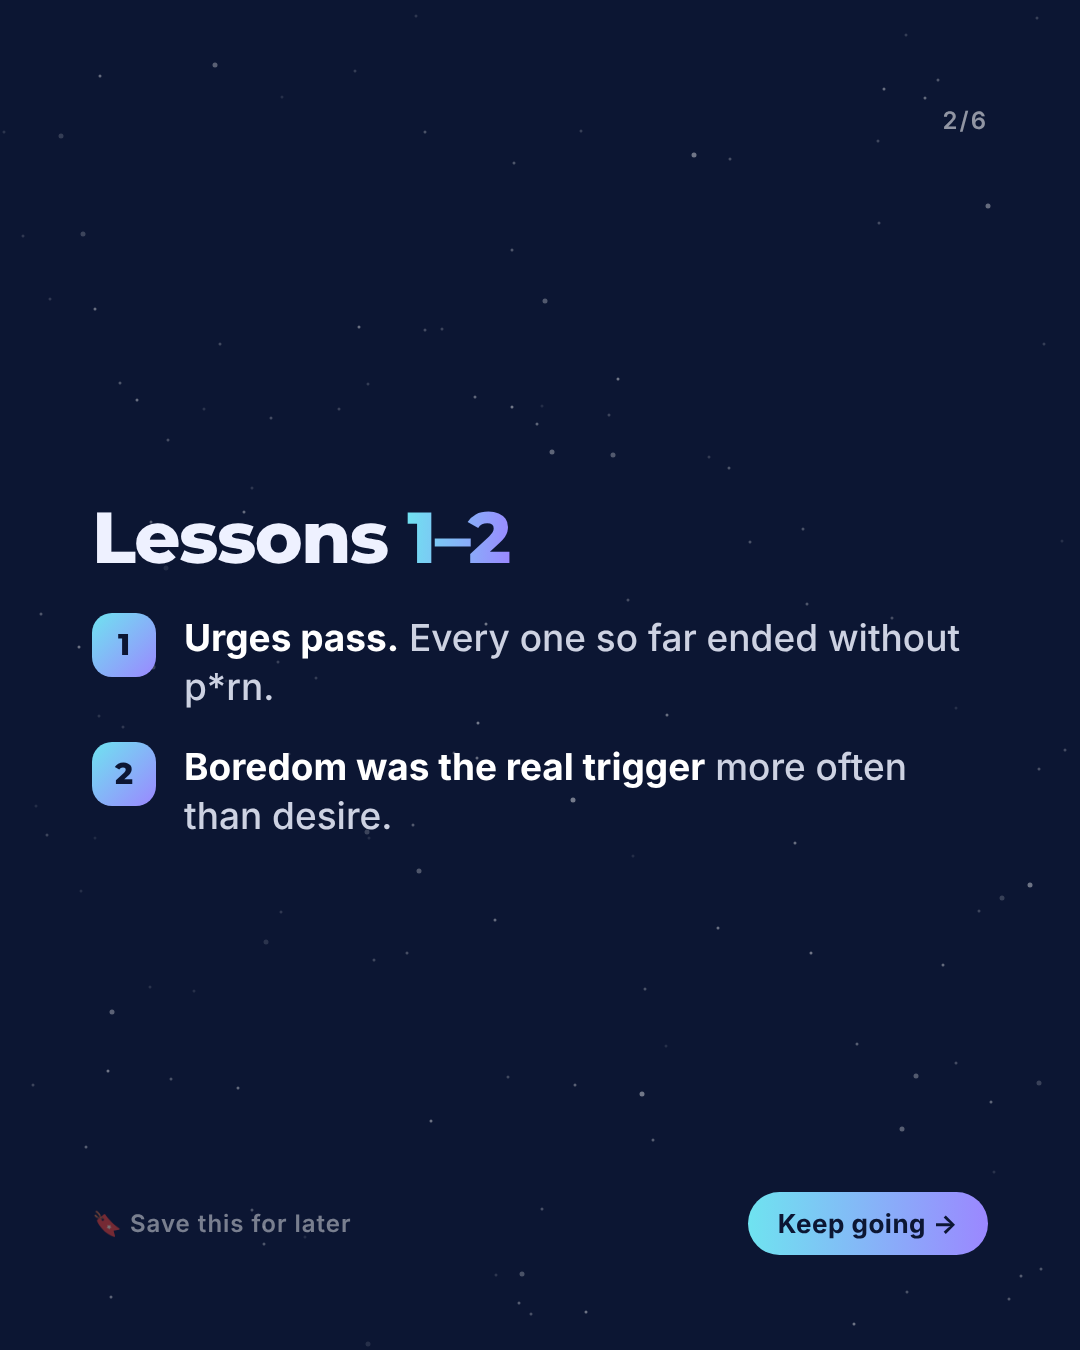 2/6
Lessons 1–2
1
Urges pass. Every one so far ended without
p*rn.
2
Boredom was the real trigger more often
than desire.
🔖 Save this for later
Keep going →